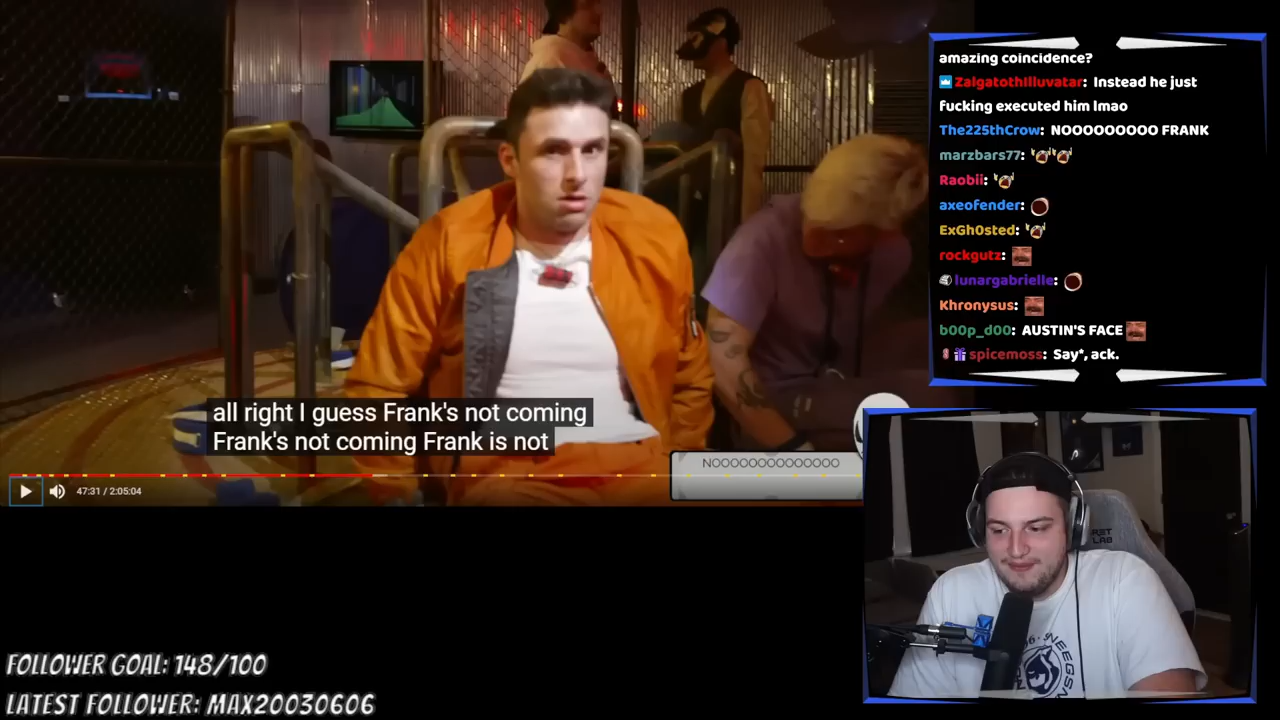 amazing coincidence?
ZalgatothIlluvatar: Instead he just
fucking executed him lmao
The225thCrow: NOOOOOOOOO FRANK
marzbars77:
Raobii:
axeofender:
ExGh0sted:
rockgutz:
lunargabrielle:
Khronysus:
b00p_d00: AUSTIN'S FACE
spicemoss: Say*, ack.
all right I guess Frank's not coming
Frank's not coming Frank is not
NOOOOOOOOOOOOOO
47:31 / 2:05:04
FOLLOWER GOAL: 148/100
LATEST FOLLOWER: MAX20030606